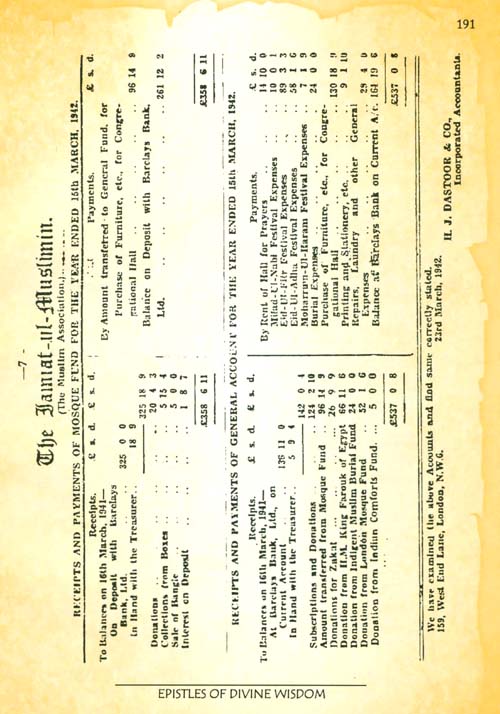 191
—7—
The Jamiat-ul-Muslimin.
(The Muslim Association.)
RECEIPTS AND PAYMENTS OF MOSQUE FUND FOR THE YEAR ENDED 15th MARCH, 1942.
Receipts. £ s. d. £ s. d.
To Balances on 16th March, 1941—
On Deposit with Barclays
Bank, Ltd. 325 0 0
In Hand with the Treasurer.. 18 9
325 18 9
Donations .. .. .. .. 20 4 3
Collections from Boxes .. .. 5 15 4
Sale of Bangle .. .. .. 5 0 0
Interest on Deposit .. .. 1 8 7
£358 6 11
Payments. £ s. d.
By Amount transferred to General Fund, for
Purchase of Furniture, etc., for Congre-
gational Hall .. .. .. .. 96 14 9
Balance on Deposit with Barclays Bank,
Ltd. .. .. .. .. .. 261 12 2
£358 6 11
RECEIPTS AND PAYMENTS OF GENERAL ACCOUNT FOR THE YEAR ENDED 15th MARCH, 1942.
Receipts. £ s. d. £ s. d.
To Balances on 16th March, 1941—
At Barclays Bank, Ltd., on
Current Account .. 136 11 0
In Hand with the Treasurer.. 5 9 4
142 0 4
Subscriptions and Donations .. 124 2 10
Amount transferred from Mosque Fund .. 96 14 9
Donations for Zakat .. .. 26 9 9
Donation from H.M. King Farouk of Egypt 66 11 6
Donation from Indigent Muslim Burial Fund 24 0 0
Donation from London Mosque Fund .. 52 1 6
Donation from Indian Comforts Fund. ... 5 0 0
£537 0 8
Payments. £ s. d.
By Rent of Hall for Prayers .. .. 14 10 0
Milad-Ul-Nabi Festival Expenses .. 10 0 1
Eid-Ul-Fitr Festival Expenses .. 89 3 3
Eid-Ul-Adha Festival Expenses .. 58 1 6
Moharrum-Ul-Haram Festival Expenses .. 7 1 9
Burial Expenses .. .. .. 24 0 0
Purchase of Furniture, etc., for Congre-
gational Hall .. .. .. 130 18 9
Printing and Stationery, etc. .. .. 9 1 10
Repairs, Laundry and other General
Expenses .. .. .. .. 29 4 0
Balance at Barclays Bank on Current A/c. 164 19 6
£537 0 8
We have examined the above Accounts and find same correctly stated.
159, West End Lane, London, N.W.6. 23rd March, 1942.
H. J. DASTOOR & CO.,
Incorporated Accountants.
EPISTLES OF DIVINE WISDOM